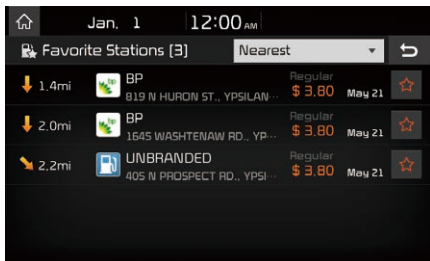 Jan. 1 12:00 AM
Favorite Stations (3) Nearest
1.4mi BP Regular
819 N HURON ST., YPSILAN... $ 3.80 May 21
2.0mi BP Regular
1645 WASHTENAW RD., YP... $ 3.80 May 21
2.2mi UNBRANDED Regular
405 N PROSPECT RD., YPSI... $ 3.80 May 21